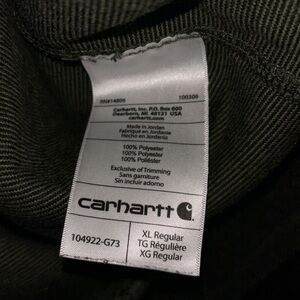 RN#14806 100306
Carhartt, Inc. P.O. Box 600
Dearborn, MI 48121 USA
carhartt.com
Made in Jordan
Fabriqué en Jordanie
Hecho en Jordania
100% Polyester
100% Polyester
100% Poliéster
Exclusive of Trimming
Sans garniture
Sin incluir adorno
carhartt
104922-G73
XL Regular
TG Régulière
XG Regular